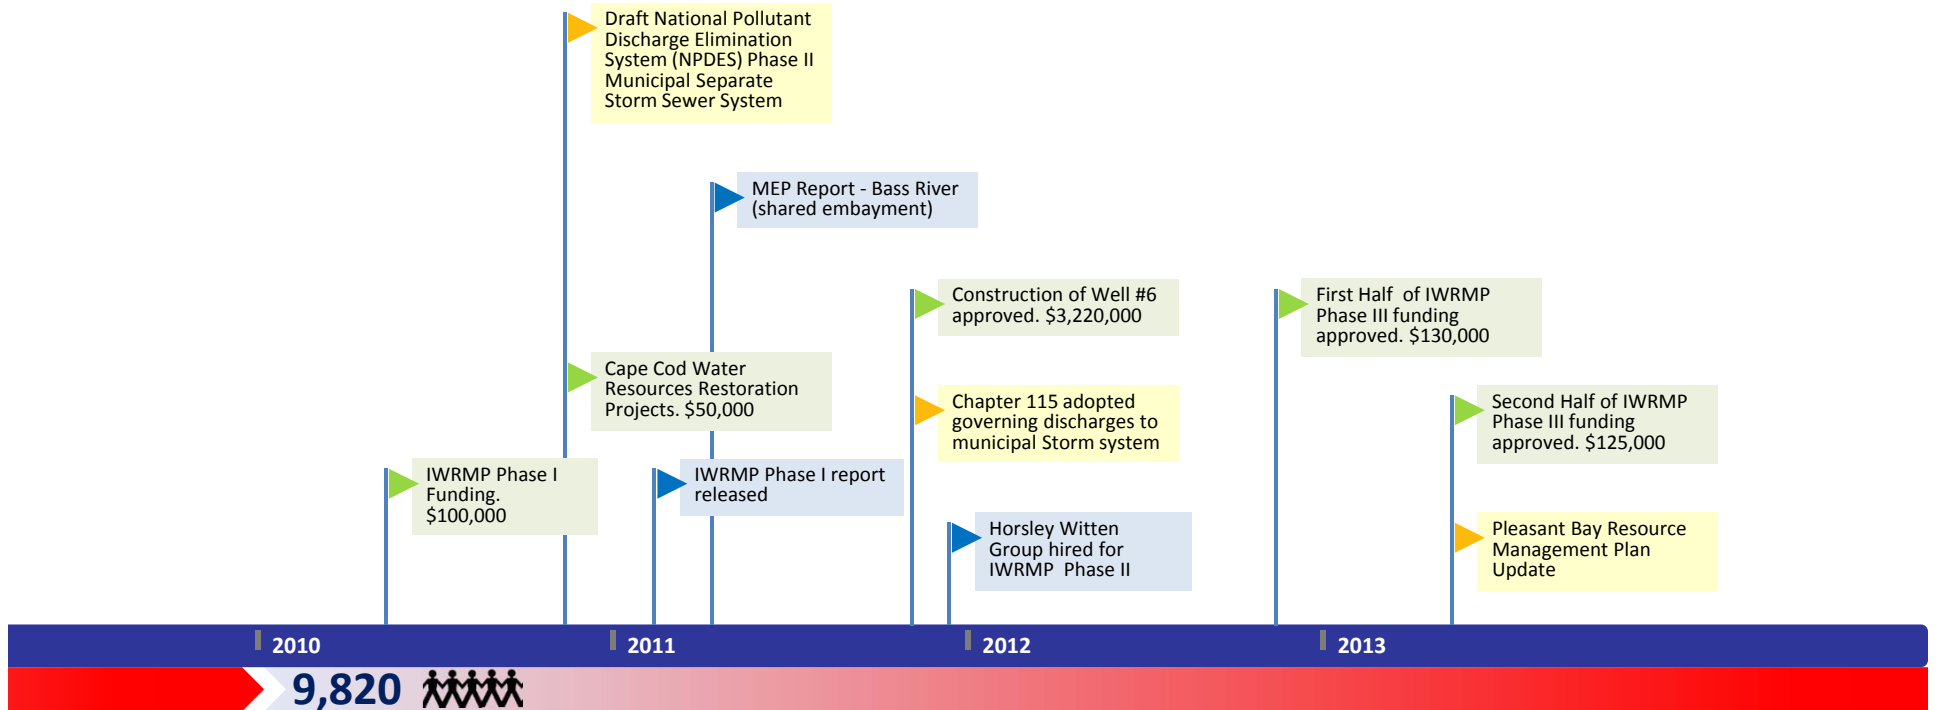 Draft National Pollutant
Discharge Elimination
System (NPDES) Phase II
Municipal Separate
Storm Sewer System
MEP Report - Bass River
(shared embayment)
Construction of Well #6
approved. $3,220,000
First Half  of IWRMP
Phase III funding
approved. $130,000
Cape Cod Water
Resources Restoration
Projects. $50,000
Chapter 115 adopted
governing discharges to
municipal Storm system
Second Half of IWRMP
Phase III funding
approved. $125,000
IWRMP Phase I
Funding.
$100,000
IWRMP Phase I report
released
Horsley Witten
Group hired for
IWRMP  Phase II
Pleasant Bay Resource
Management Plan
Update
2010
2011
2012
2013
9,820